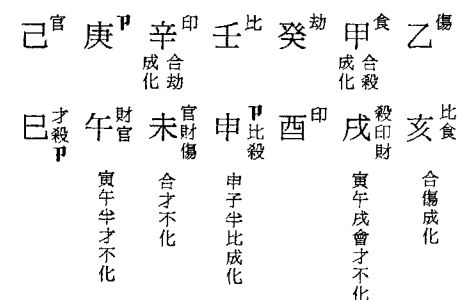 乙傷
亥比食
合傷成化
甲食
合殺
成化
戌殺印財
寅午戌會才不化
癸劫
酉印
壬比
申卩比殺
申子半比成化
辛印
合劫
成化
未官財傷
合才不化
庚卩
午財官
寅午半才不化
己官
巳才殺卩